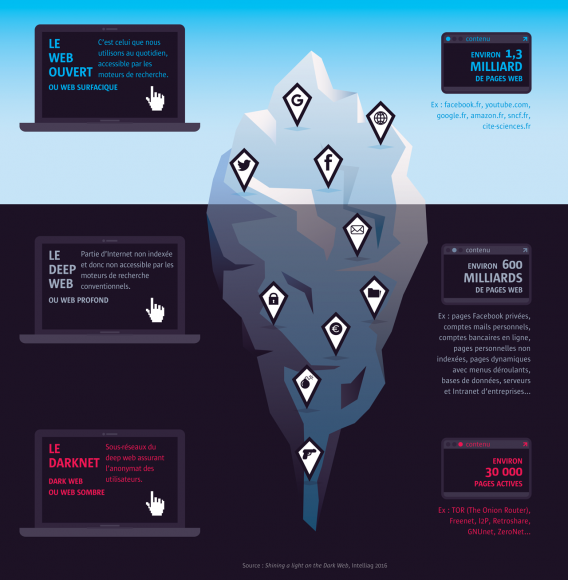 LE
WEB
OUVERT
OU WEB SURFACIQUE
C'est celui que nous
utilisons au quotidien,
accessible par les
moteurs de recherche.
contenu
ENVIRON 1,3
MILLIARD
DE PAGES WEB
Ex : facebook.fr, youtube.com,
google.fr, amazon.fr, sncf.fr,
cite-sciences.fr
G
f
LE
DEEP
WEB
OU WEB PROFOND
Partie d'Internet non indexée
et donc non accessible par les
moteurs de recherche
conventionnels.
contenu
ENVIRON 600
MILLIARDS
DE PAGES WEB
Ex : pages Facebook privées,
comptes mails personnels,
comptes bancaires en ligne,
pages personnelles non
indexées, pages dynamiques
avec menus déroulants,
bases de données, serveurs
et Intranet d'entreprises...
€
LE
DARKNET
DARK WEB
OU WEB SOMBRE
Sous-réseaux du
deep web assurant
l'anonymat des
utilisateurs.
contenu
ENVIRON
30 000
PAGES ACTIVES
Ex : TOR (The Onion Router),
Freenet, I2P, Retroshare,
GNUnet, ZeroNet...
Source : Shining a light on the Dark Web, Intelliag 2016